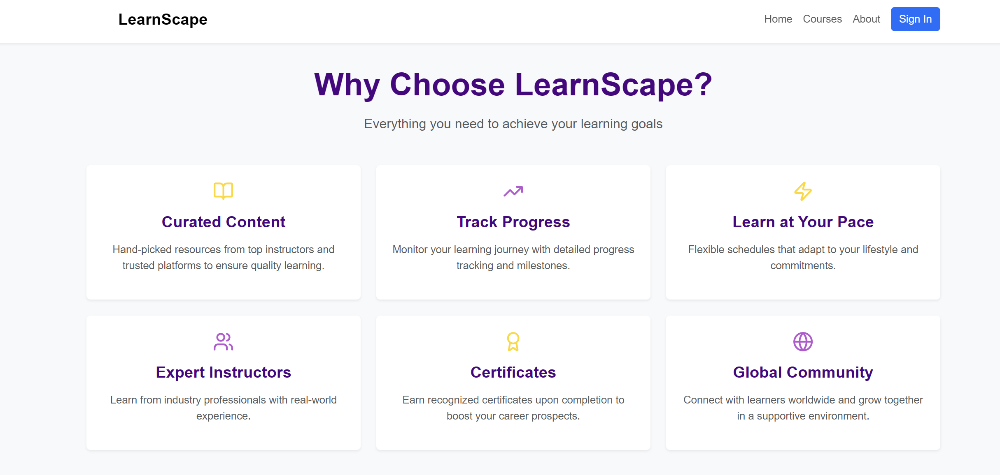 LearnScape
Home Courses About Sign In
Why Choose LearnScape?
Everything you need to achieve your learning goals
Curated Content
Hand-picked resources from top instructors and
trusted platforms to ensure quality learning.
Track Progress
Monitor your learning journey with detailed progress
tracking and milestones.
Learn at Your Pace
Flexible schedules that adapt to your lifestyle and
commitments.
Expert Instructors
Learn from industry professionals with real-world
experience.
Certificates
Earn recognized certificates upon completion to
boost your career prospects.
Global Community
Connect with learners worldwide and grow together
in a supportive environment.